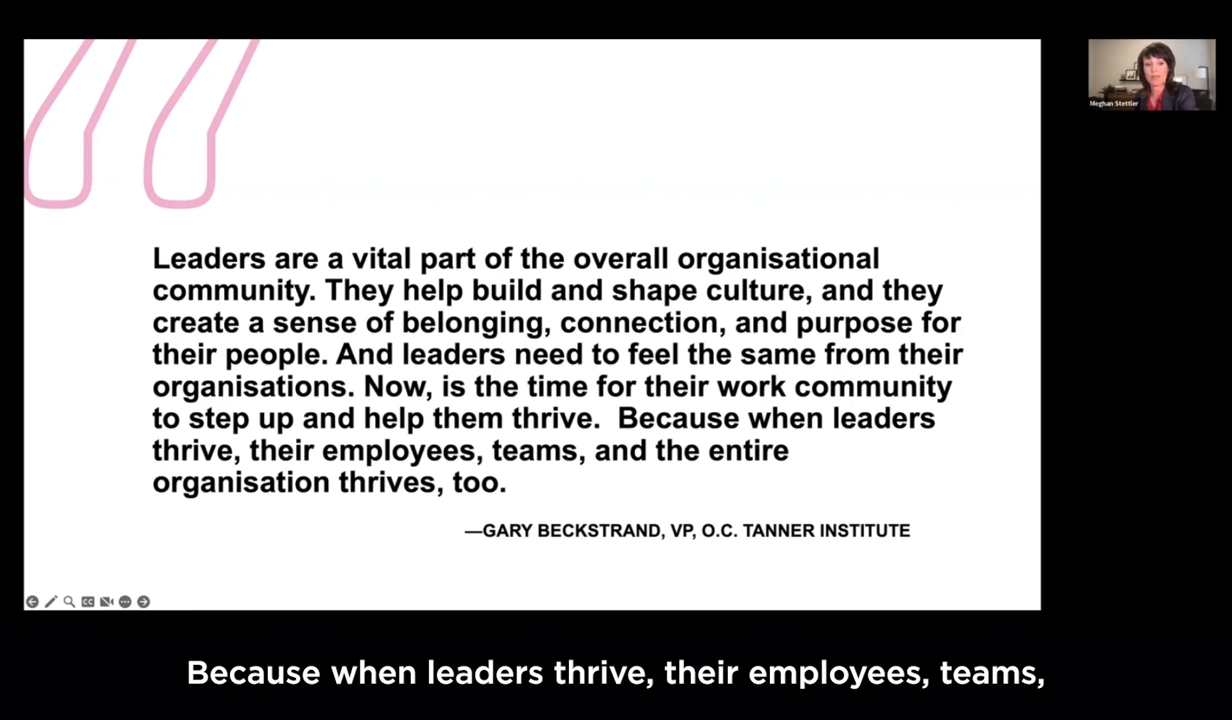 Leaders are a vital part of the overall organisational
community. They help build and shape culture, and they
create a sense of belonging, connection, and purpose for
their people. And leaders need to feel the same from their
organisations. Now, is the time for their work community
to step up and help them thrive.  Because when leaders
thrive, their employees, teams, and the entire
organisation thrives, too.
—GARY BECKSTRAND, VP, O.C. TANNER INSTITUTE
Meghan Stettler
CC
Because when leaders thrive, their employees, teams,